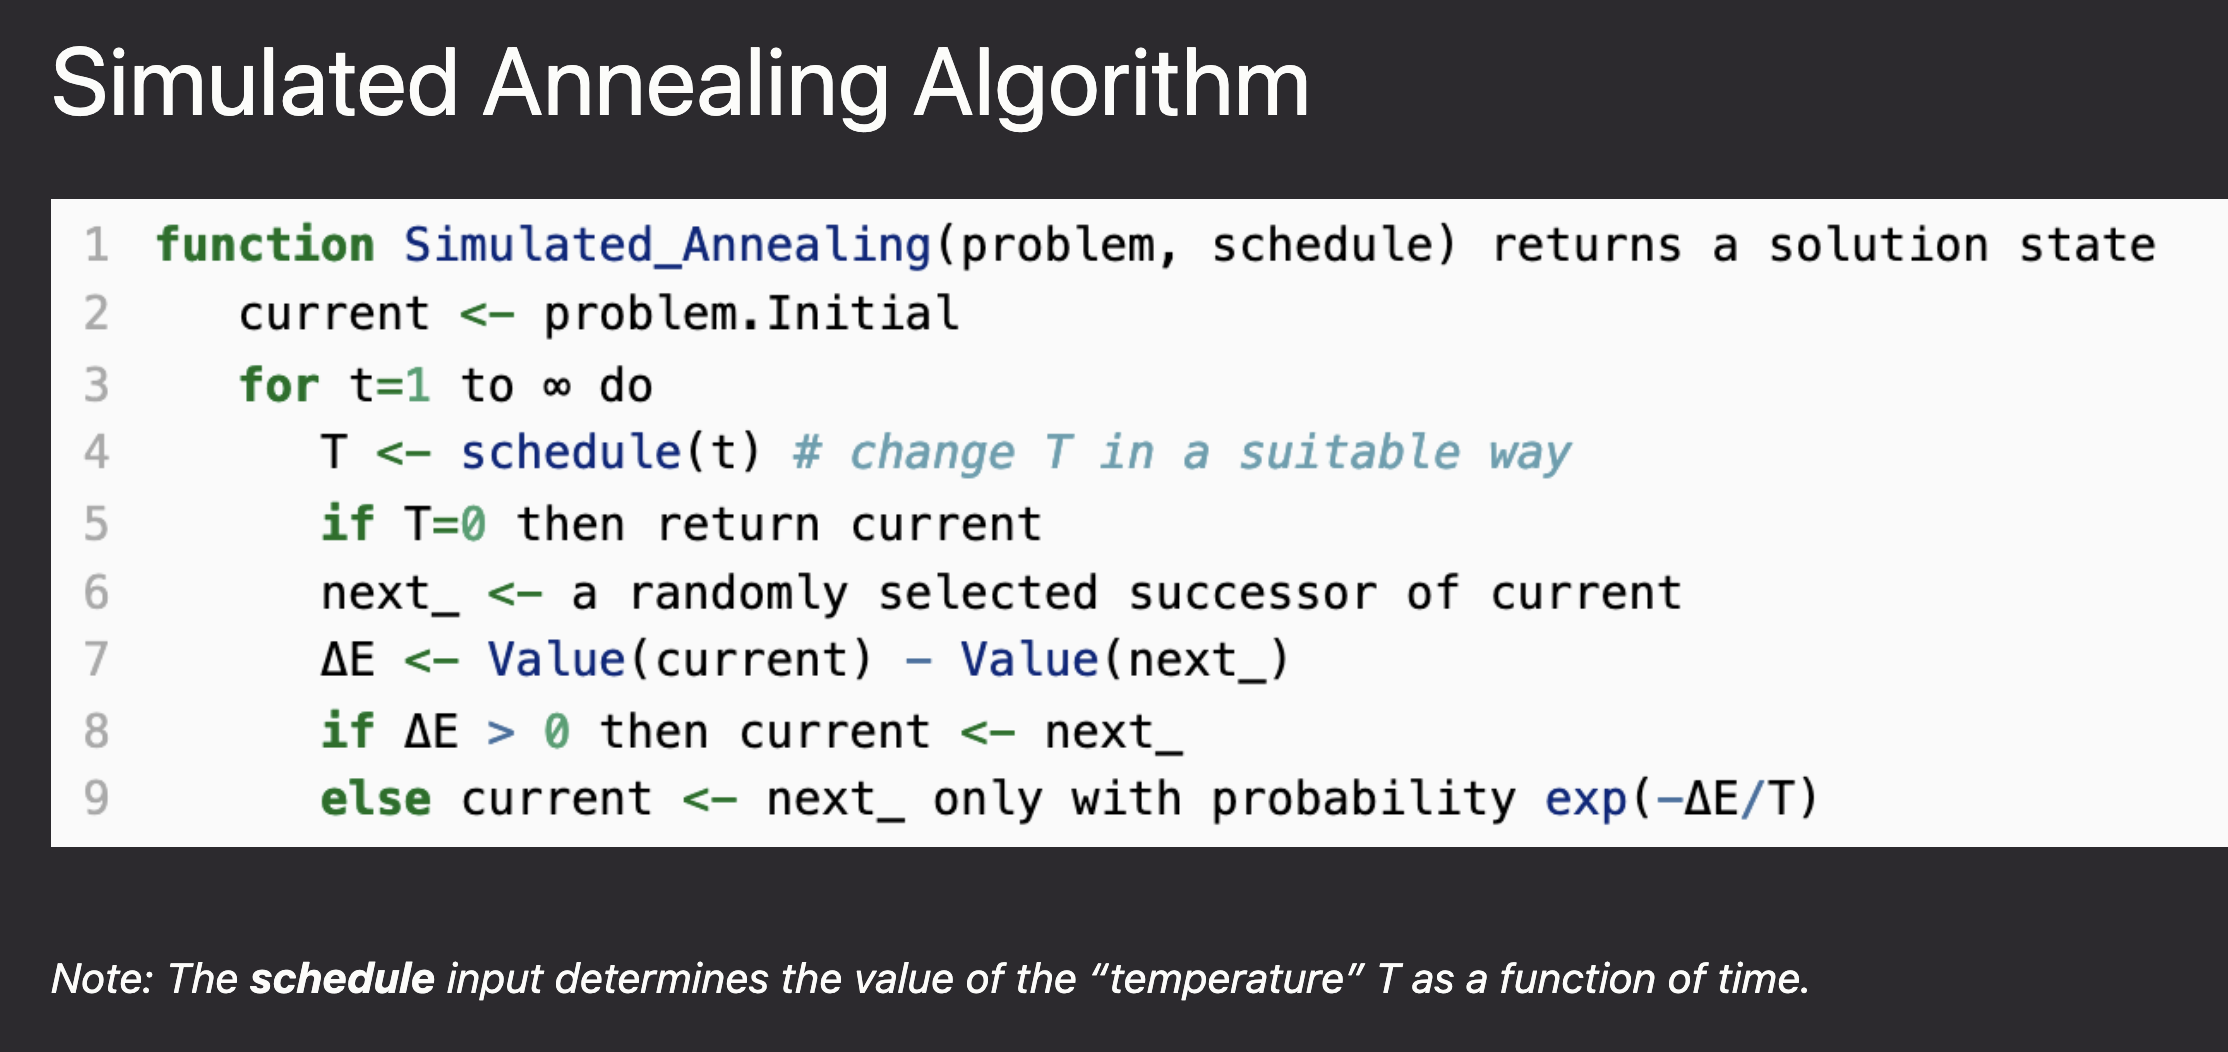 Simulated Annealing Algorithm
1 function Simulated_Annealing(problem, schedule) returns a solution state
2 current <- problem.Initial
3 for t=1 to ∞ do
4 T <- schedule(t) # change T in a suitable way
5 if T=0 then return current
6 next_ <- a randomly selected successor of current
7 ΔE <- Value(current) - Value(next_)
8 if ΔE > 0 then current <- next_
9 else current <- next_ only with probability exp(-ΔE/T)
Note: The schedule input determines the value of the “temperature” T as a function of time.